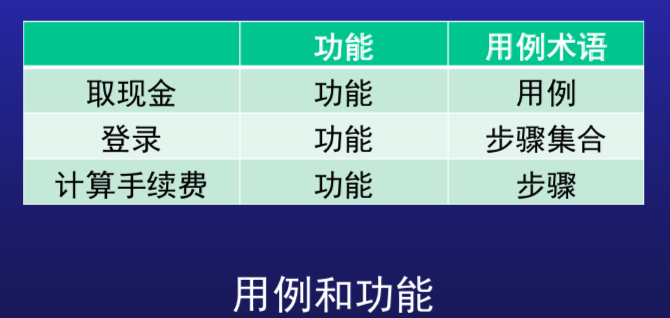 功能 用例术语
取现金 功能 用例
登录 功能 步骤集合
计算手续费 功能 步骤
用例和功能